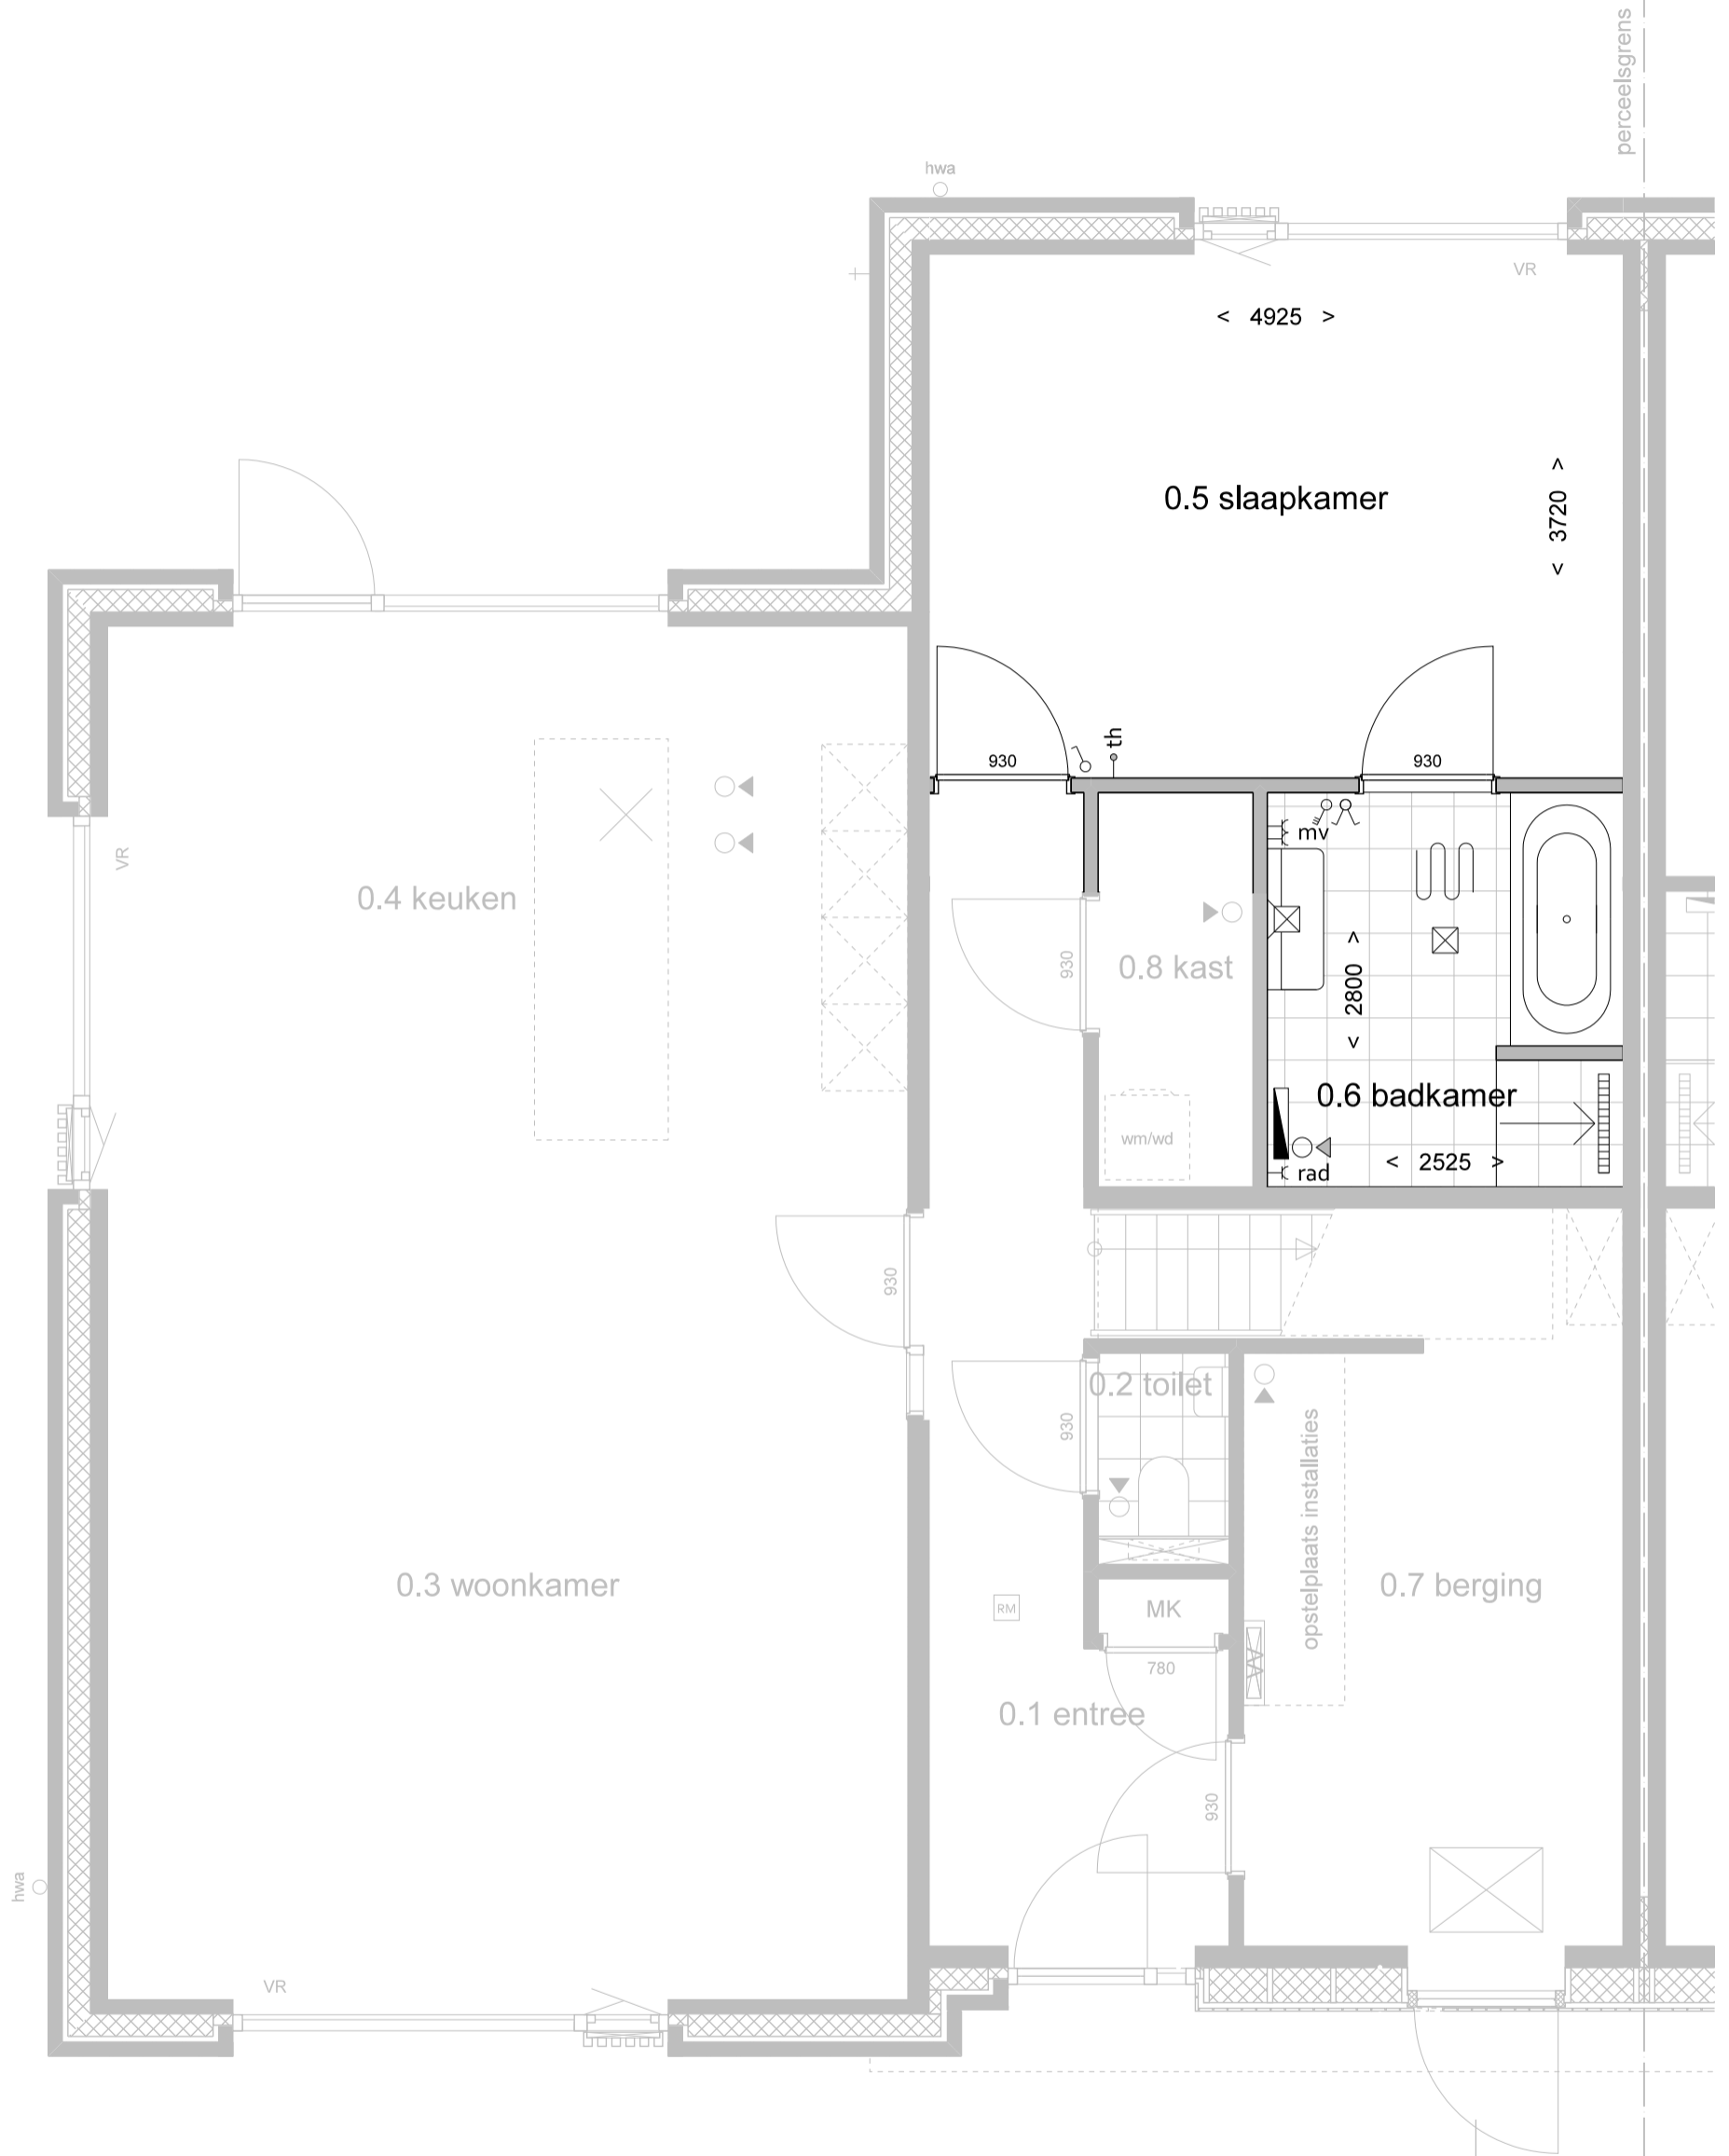 perceelsgrens
hwa
VR
< 4925 >
0.5 slaapkamer
< 3720 >
th
930
930
mv
VR
0.4 keuken
0.8 kast
930
< 2800 >
0.6 badkamer
wm/wd
< 2525 >
rad
930
0.2 toilet
930
opstelplaats installaties
0.3 woonkamer
0.7 berging
RM
MK
VA
780
0.1 entree
930
hwa
VR